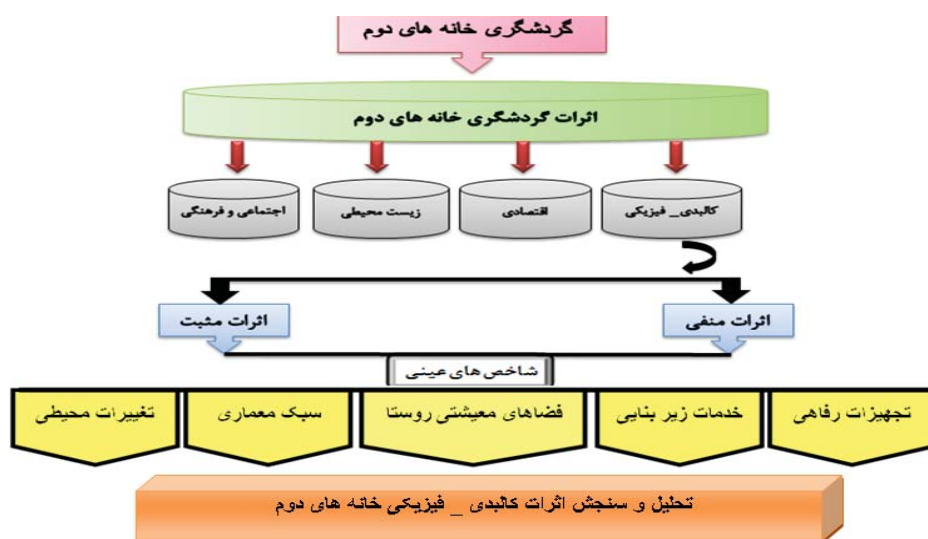 گردشگری خانه های دوم
اثرات گردشگری خانه های دوم
کالبدی_ فیزیکی
اقتصادی
زیست محیطی
اجتماعی و فرهنگی
اثرات منفی
اثرات مثبت
شاخص های عینی
تجهیزات رفاهی
خدمات زیر بنایی
فضاهای معیشتی روستا
سبک معماری
تغییرات محیطی
تحلیل و سنجش اثرات کالبدی _ فیزیکی خانه های دوم